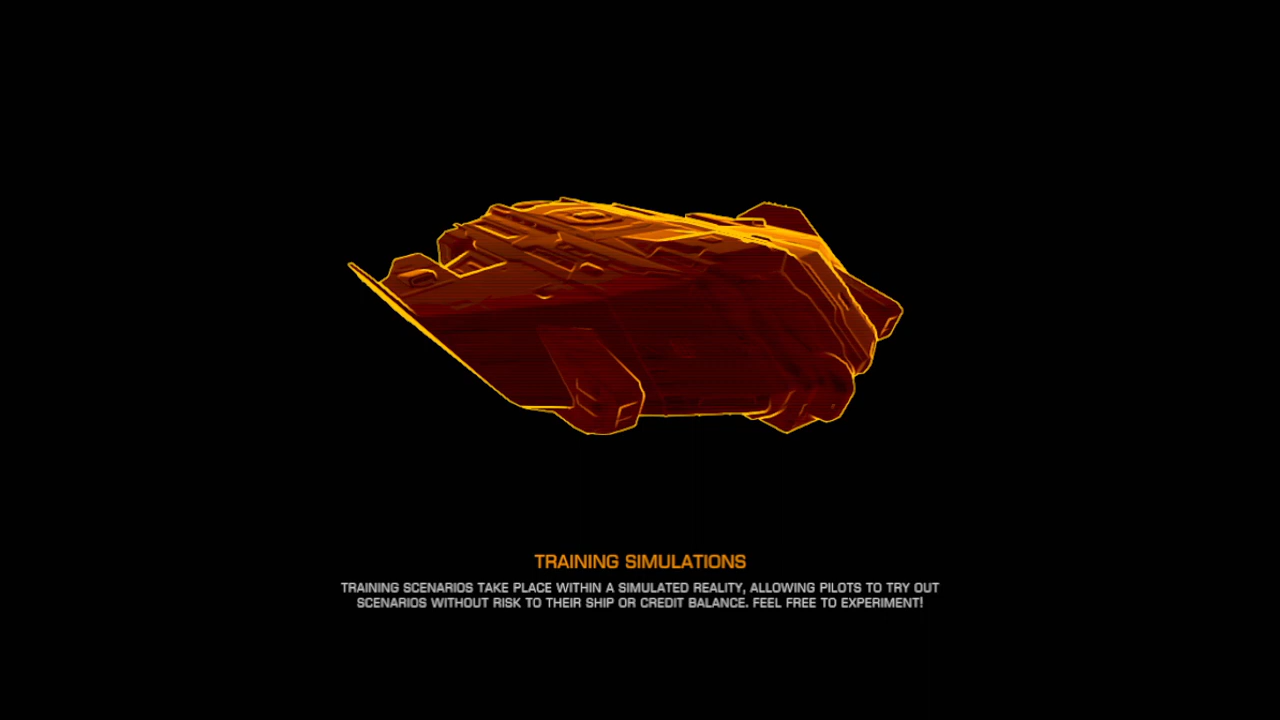 TRAINING SIMULATIONS
TRAINING SCENARIOS TAKE PLACE WITHIN A SIMULATED REALITY, ALLOWING PILOTS TO TRY OUT
SCENARIOS WITHOUT RISK TO THEIR SHIP OR CREDIT BALANCE. FEEL FREE TO EXPERIMENT!